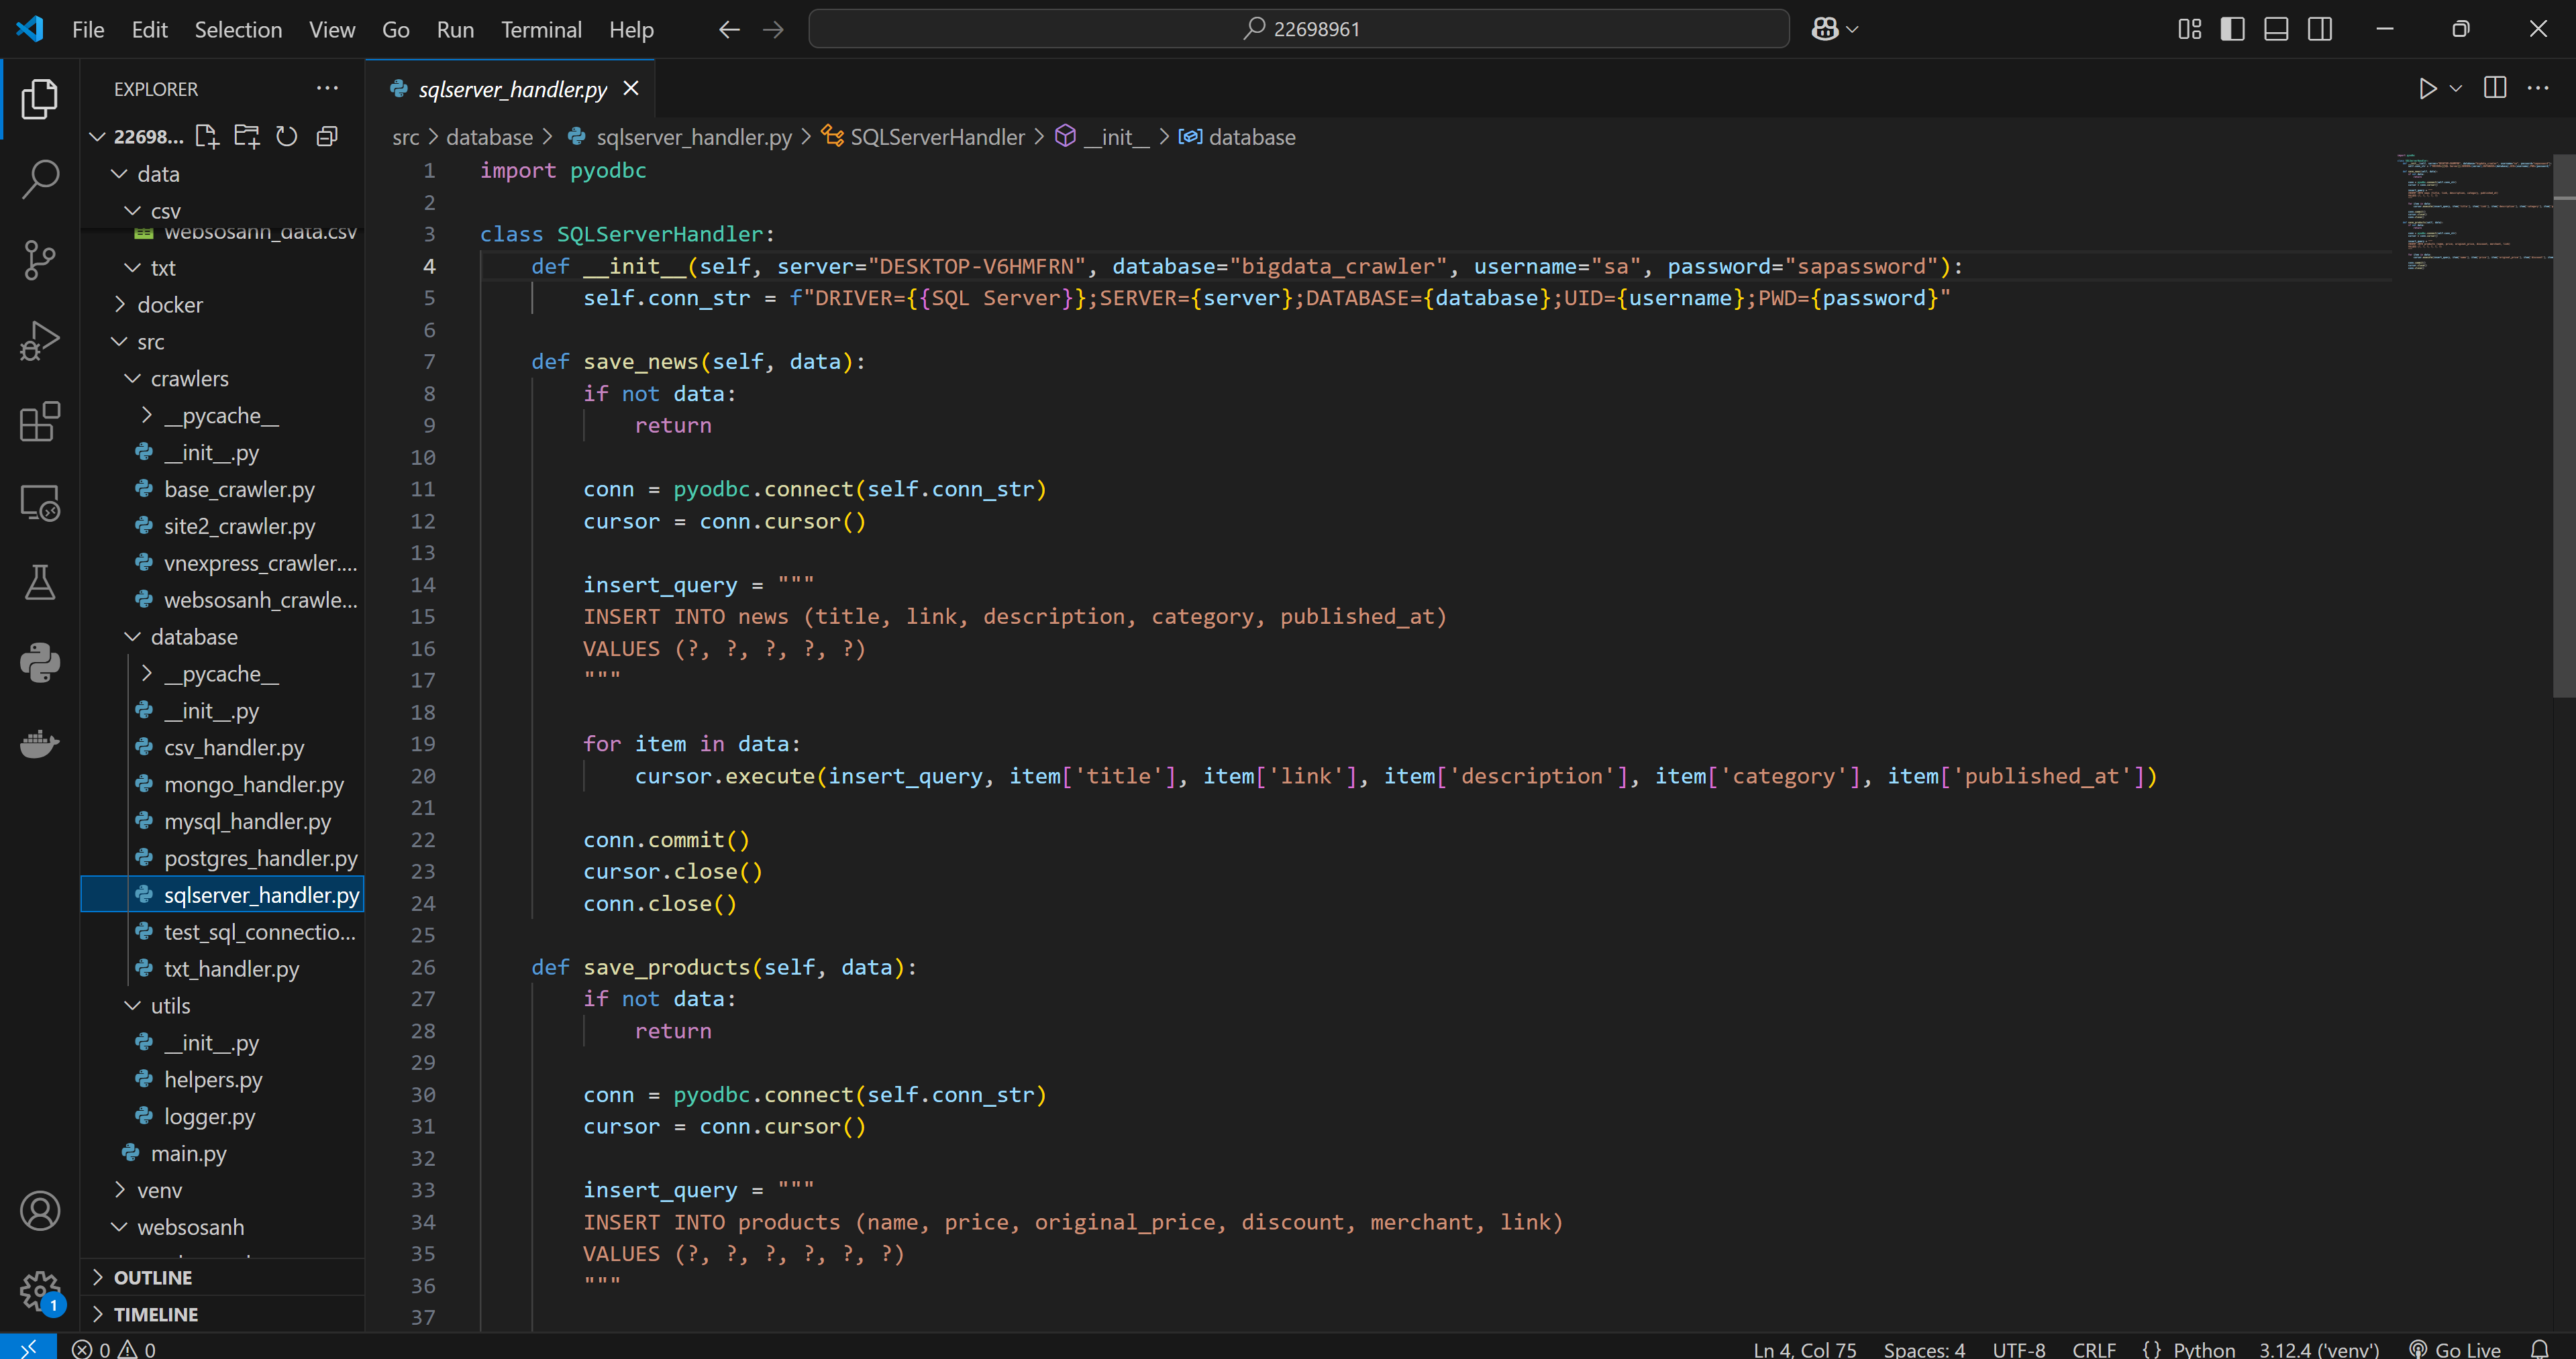 File Edit Selection View Go Run Terminal Help 22698961
EXPLORER
22698...
data
csv
websosanh_data.csv
txt
docker
src
crawlers
__pycache__
__init__.py
base_crawler.py
site2_crawler.py
vnexpress_crawler....
websosanh_crawle...
database
__pycache__
__init__.py
csv_handler.py
mongo_handler.py
mysql_handler.py
postgres_handler.py
sqlserver_handler.py
test_sql_connectio...
txt_handler.py
utils
__init__.py
helpers.py
logger.py
main.py
venv
websosanh
OUTLINE
TIMELINE
sqlserver_handler.py
src > database > sqlserver_handler.py > SQLServerHandler > __init__ > database
1 import pyodbc
2
3 class SQLServerHandler:
4     def __init__(self, server="DESKTOP-V6HMFRN", database="bigdata_crawler", username="sa", password="sapassword"):
5         self.conn_str = f"DRIVER={{SQL Server}};SERVER={server};DATABASE={database};UID={username};PWD={password}"
6
7     def save_news(self, data):
8         if not data:
9             return
10
11         conn = pyodbc.connect(self.conn_str)
12         cursor = conn.cursor()
13
14         insert_query = """
15         INSERT INTO news (title, link, description, category, published_at)
16         VALUES (?, ?, ?, ?, ?)
17         """
18
19         for item in data:
20             cursor.execute(insert_query, item['title'], item['link'], item['description'], item['category'], item['published_at'])
21
22         conn.commit()
23         cursor.close()
24         conn.close()
25
26     def save_products(self, data):
27         if not data:
28             return
29
30         conn = pyodbc.connect(self.conn_str)
31         cursor = conn.cursor()
32
33         insert_query = """
34         INSERT INTO products (name, price, original_price, discount, merchant, link)
35         VALUES (?, ?, ?, ?, ?, ?)
36         """
37
1
0 0 Ln 4, Col 75 Spaces: 4 UTF-8 CRLF {} Python 3.12.4 ('venv') Go Live